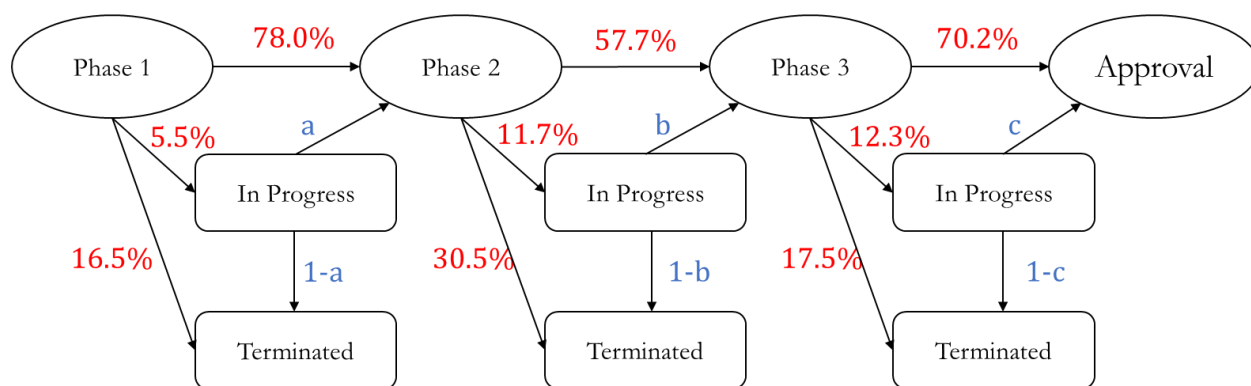 78.0%
57.7%
70.2%
Phase 1
Phase 2
Phase 3
Approval
5.5%
a
11.7%
b
12.3%
c
In Progress
In Progress
In Progress
16.5%
1-a
30.5%
1-b
17.5%
1-c
Terminated
Terminated
Terminated